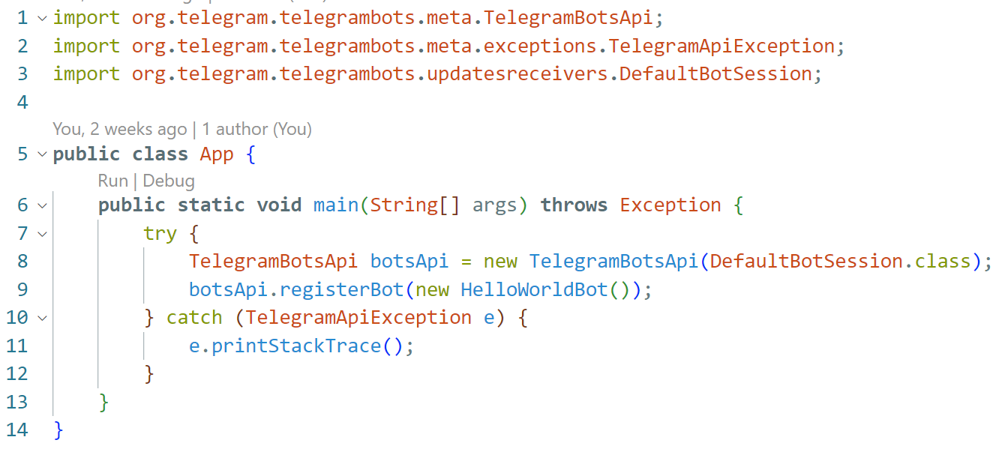 1 import org.telegram.telegrambots.meta.TelegramBotsApi;
2 import org.telegram.telegrambots.meta.exceptions.TelegramApiException;
3 import org.telegram.telegrambots.updatesreceivers.DefaultBotSession;
4
You, 2 weeks ago | 1 author (You)
5 public class App {
Run | Debug
6     public static void main(String[] args) throws Exception {
7         try {
8             TelegramBotsApi botsApi = new TelegramBotsApi(DefaultBotSession.class);
9             botsApi.registerBot(new HelloWorldBot());
10         } catch (TelegramApiException e) {
11             e.printStackTrace();
12         }
13     }
14 }